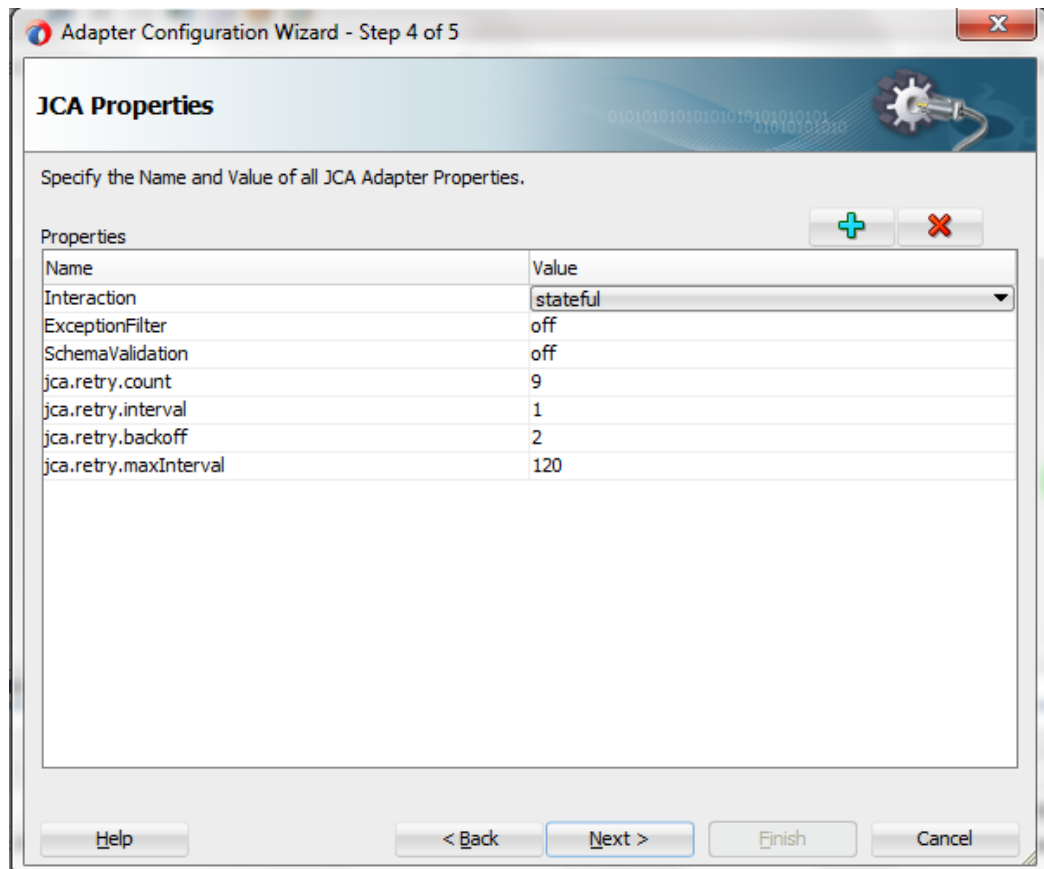 Adapter Configuration Wizard - Step 4 of 5
x
JCA Properties
Specify the Name and Value of all JCA Adapter Properties.
Properties
Name Value
Interaction stateful
ExceptionFilter off
SchemaValidation off
jca.retry.count 9
jca.retry.interval 1
jca.retry.backoff 2
jca.retry.maxInterval 120
Help < Back Next > Finish Cancel